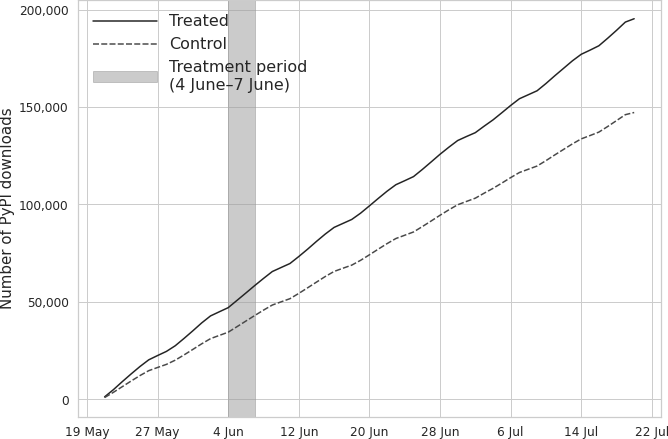 200,000
150,000
100,000
50,000
0
Number of PyPI downloads
Treated
Control
Treatment period
(4 June–7 June)
19 May
27 May
4 Jun
12 Jun
20 Jun
28 Jun
6 Jul
14 Jul
22 Jul